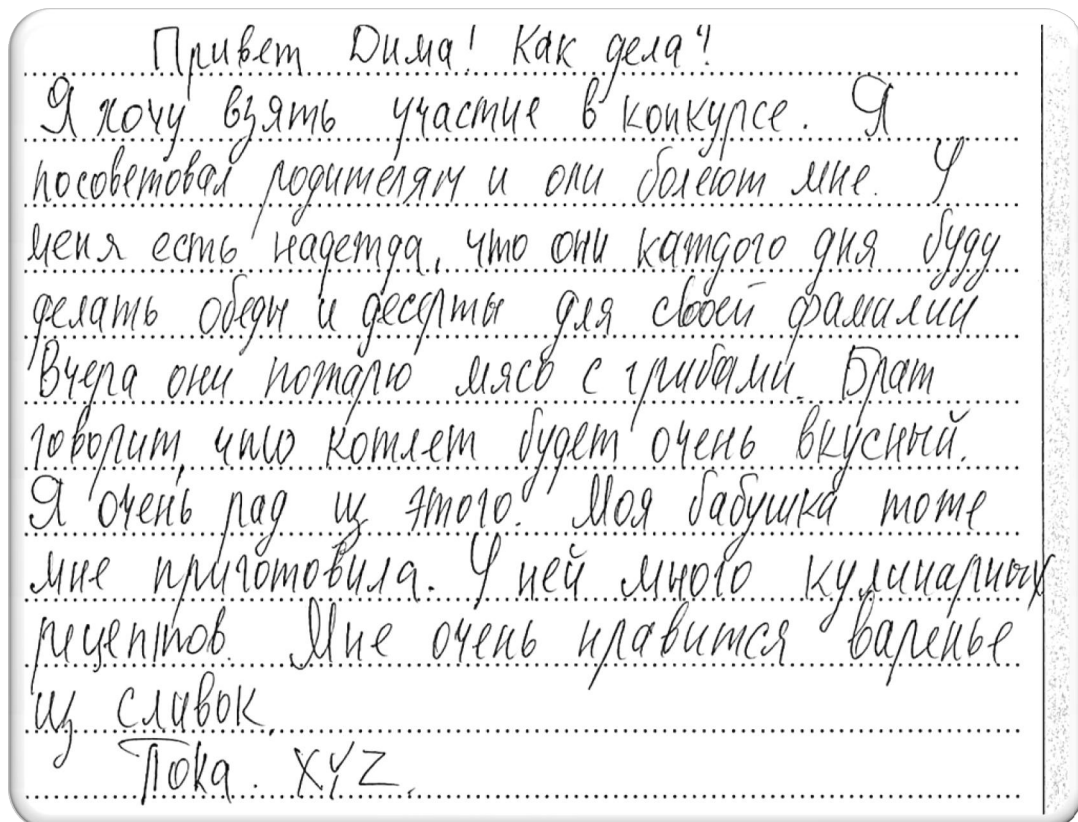 Привет Дима! Как дела?
Я хочу взять участие в конкурсе. Я
посоветовал родителям и они болеют мне. У
меня есть надежда, что они каждого дня буду
делать обеды и десерты для своей фамилии
Вчера они пожарю мясо с грибами. Брат
говорит, что котлет будет очень вкусный.
Я очень рад из этого. Моя бабушка тоже
мне приготовила. У ней много кулинарных
рецептов. Мне очень нравится варенье
из сливок.
Пока. XYZ.